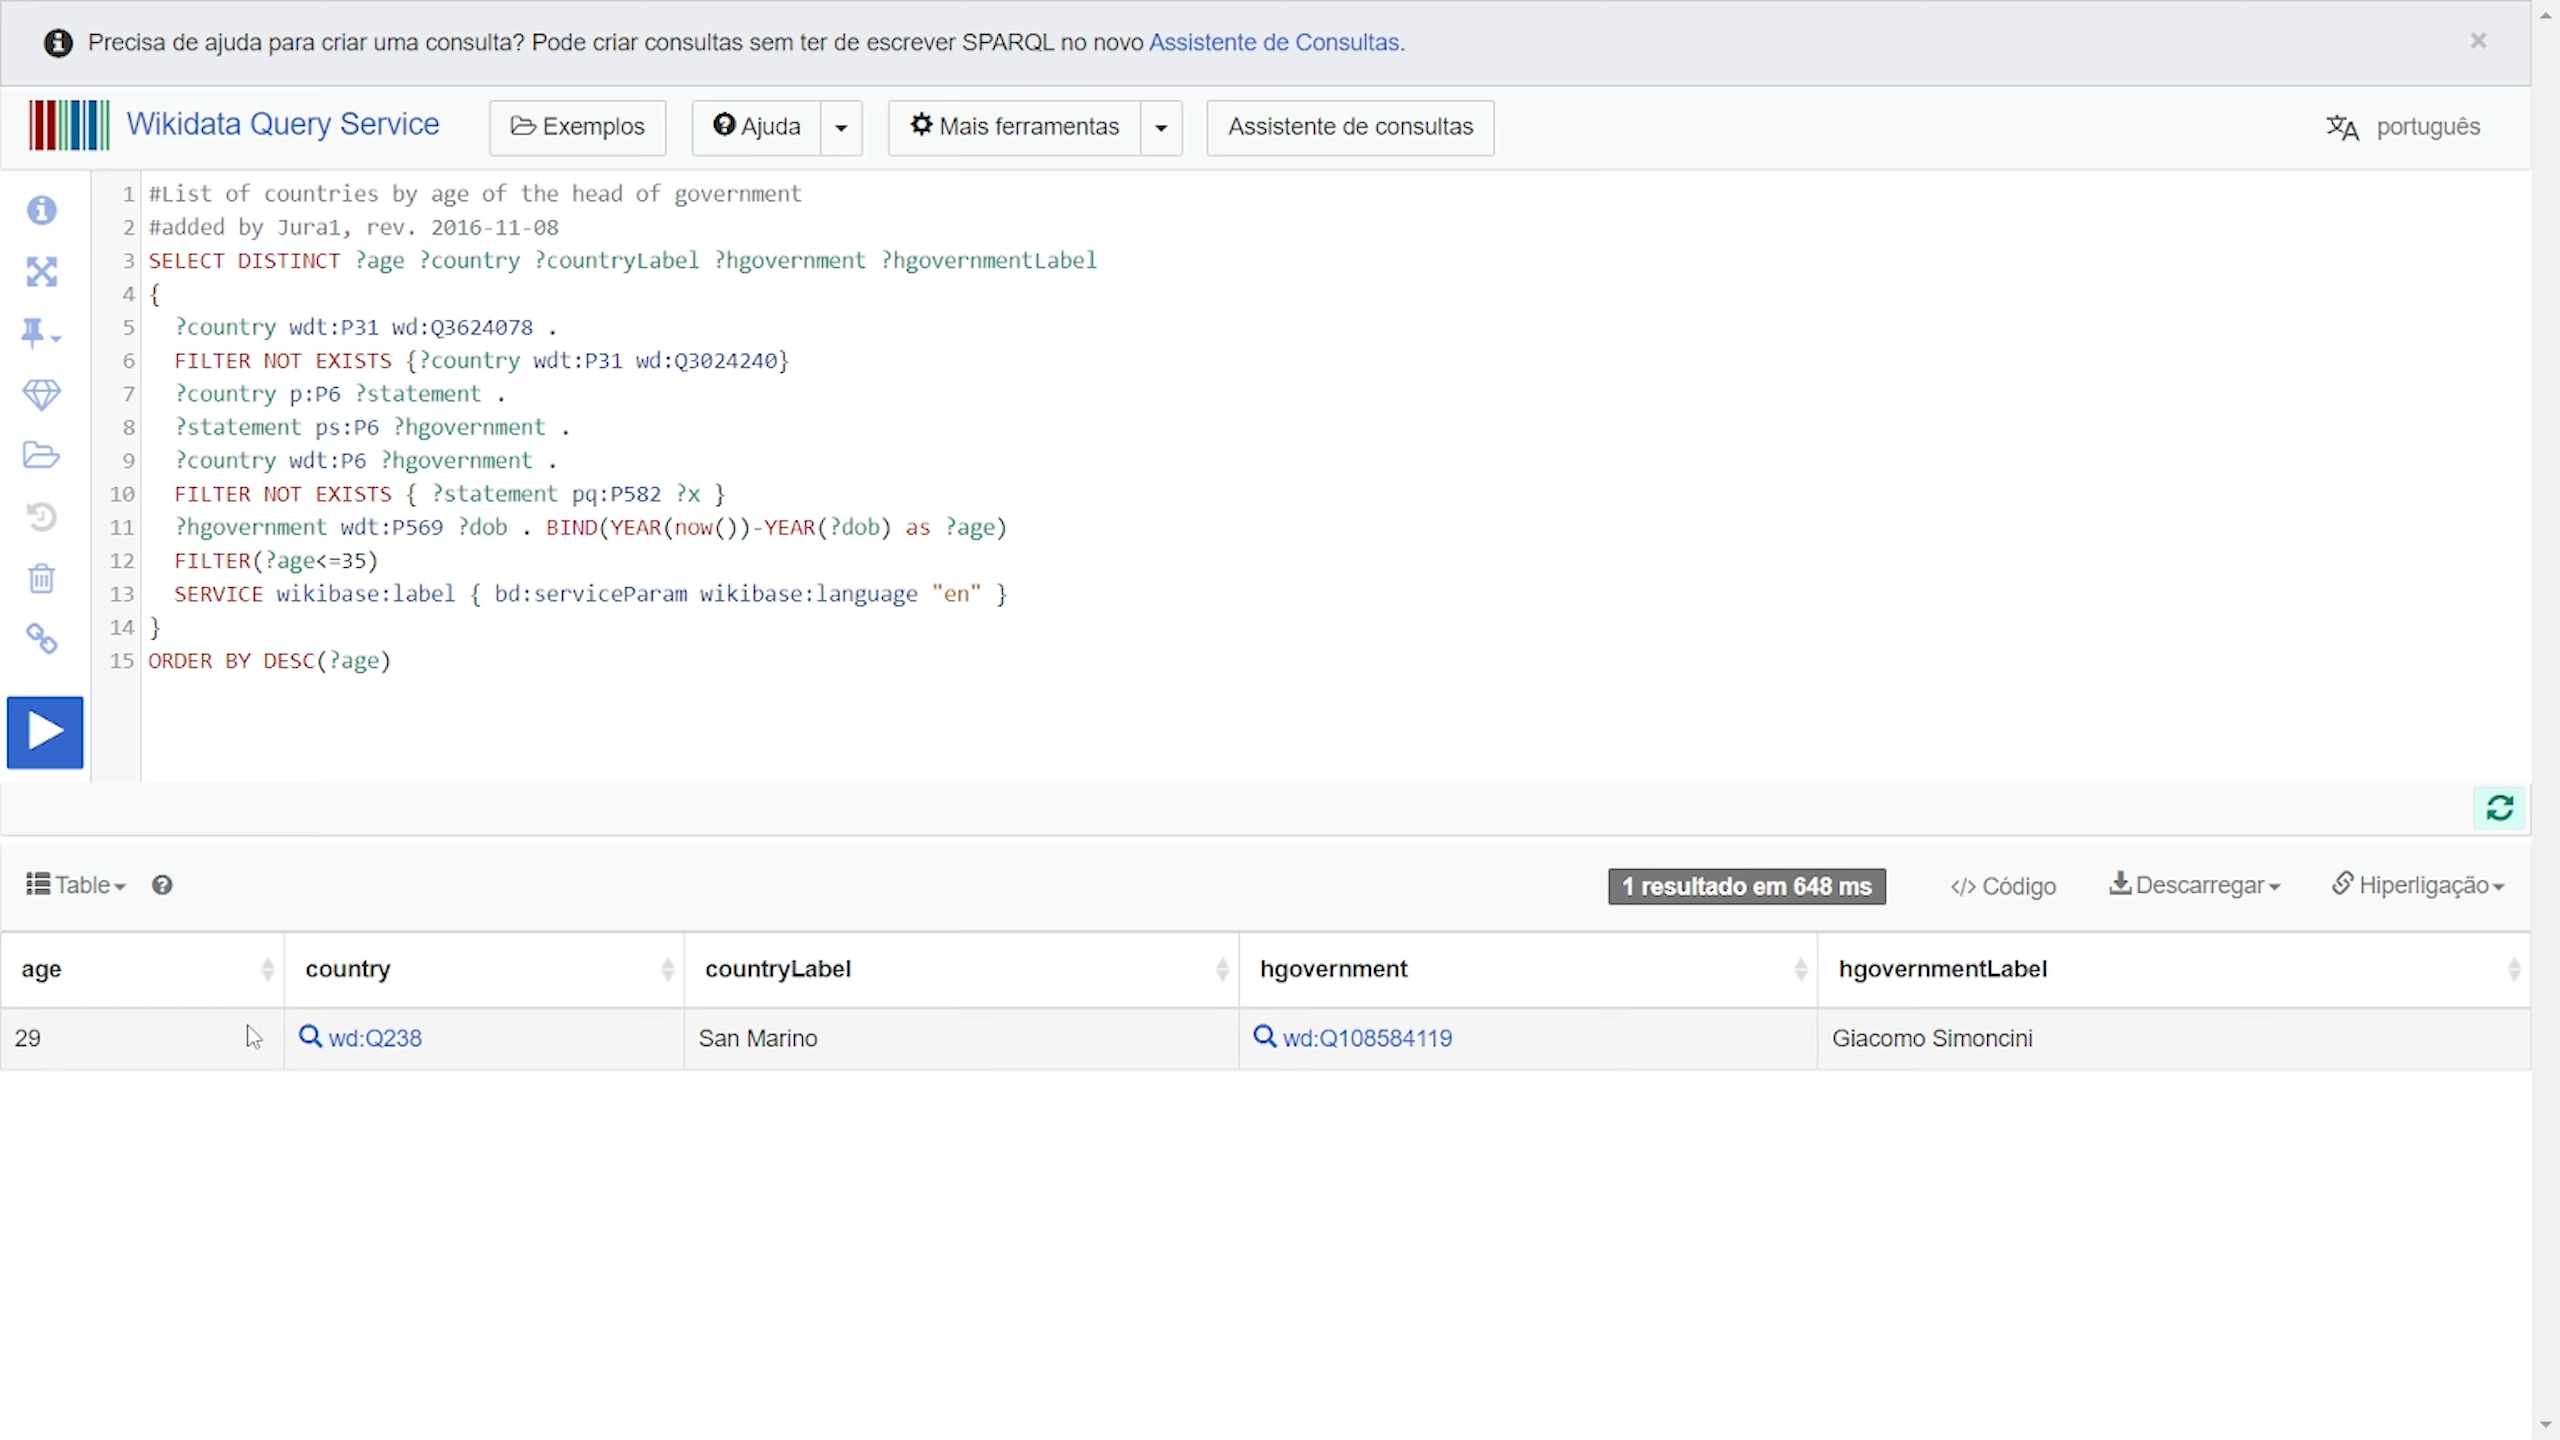 Precisa de ajuda para criar uma consulta? Pode criar consultas sem ter de escrever SPARQL no novo Assistente de Consultas.
×
Wikidata Query Service
Exemplos
Ajuda
Mais ferramentas
Assistente de consultas
português
1 #List of countries by age of the head of government
2 #added by Jura1, rev. 2016-11-08
3 SELECT DISTINCT ?age ?country ?countryLabel ?hgovernment ?hgovernmentLabel
4 {
5 ?country wdt:P31 wd:Q3624078 .
6 FILTER NOT EXISTS {?country wdt:P31 wd:Q3024240}
7 ?country p:P6 ?statement .
8 ?statement ps:P6 ?hgovernment .
9 ?country wdt:P6 ?hgovernment .
10 FILTER NOT EXISTS { ?statement pq:P582 ?x }
11 ?hgovernment wdt:P569 ?dob . BIND(YEAR(now())-YEAR(?dob) as ?age)
12 FILTER(?age<=35)
13 SERVICE wikibase:label { bd:serviceParam wikibase:language "en" }
14 }
15 ORDER BY DESC(?age)
Table
1 resultado em 648 ms
</> Código
Descarregar
Hiperligação
age country countryLabel hgovernment hgovernmentLabel
29 wd:Q238 San Marino wd:Q108584119 Giacomo Simoncini